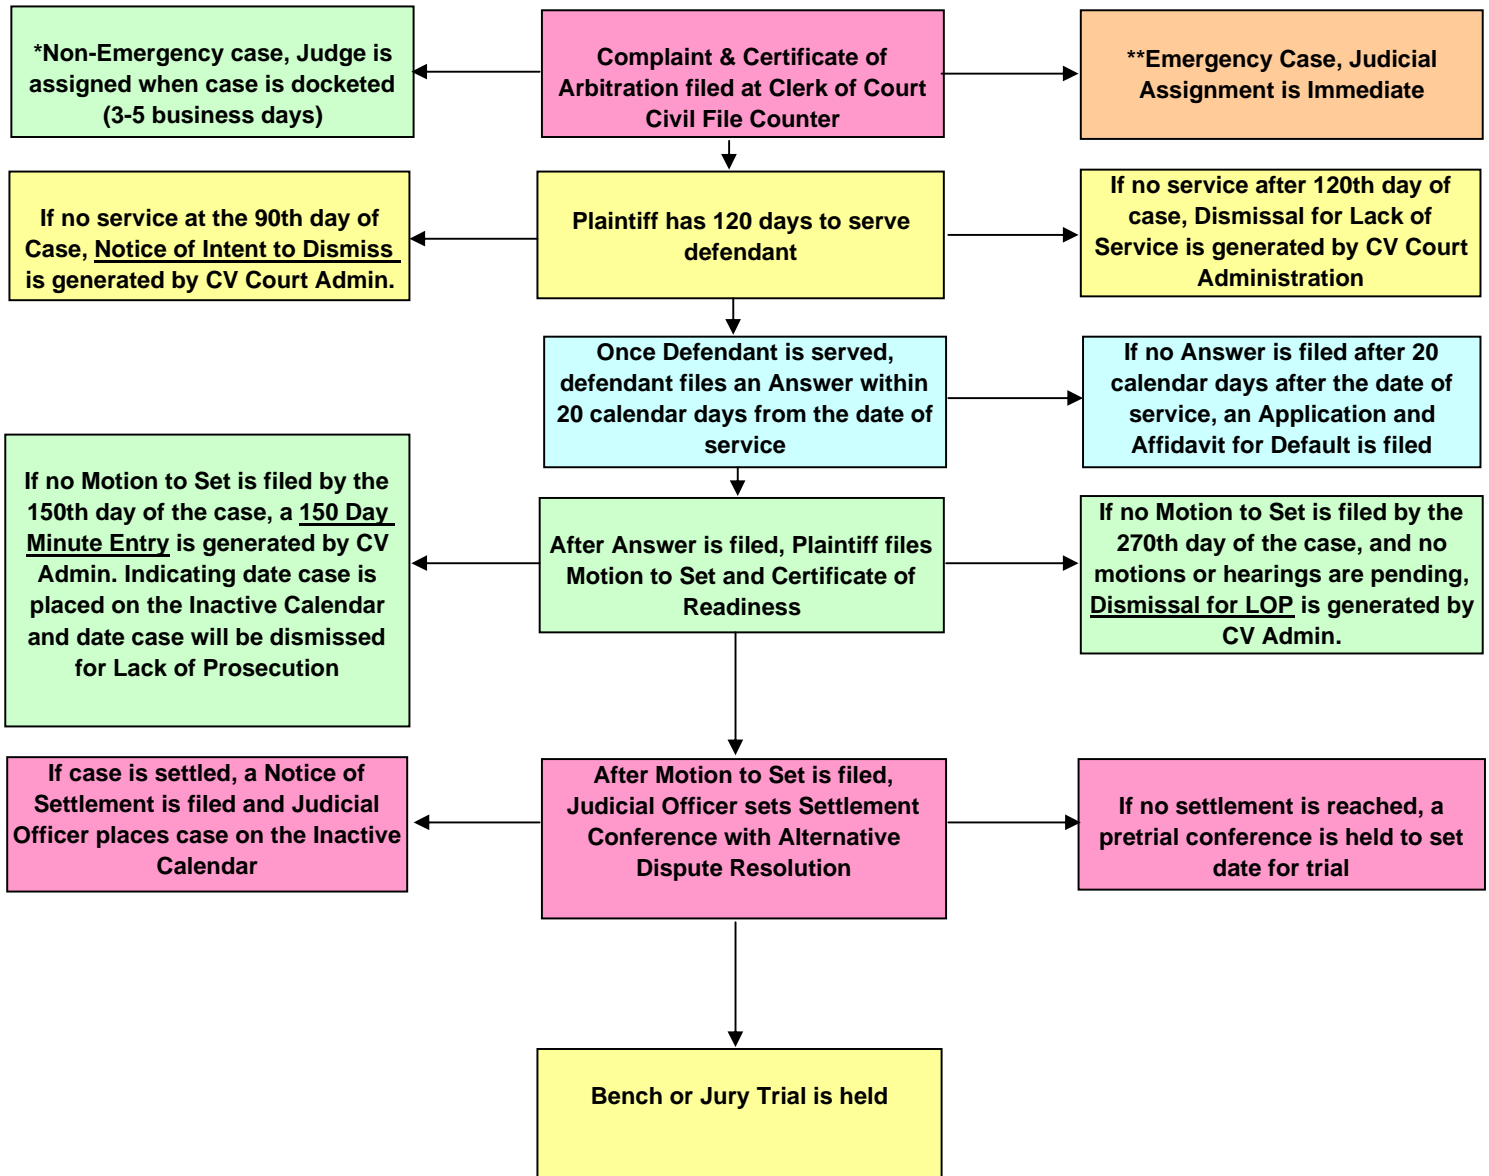 *Non-Emergency case, Judge is
assigned when case is docketed
(3-5 business days)
Complaint & Certificate of
Arbitration filed at Clerk of Court
Civil File Counter
**Emergency Case, Judicial
Assignment is Immediate
If no service at the 90th day of
Case, Notice of Intent to Dismiss
is generated by CV Court Admin.
Plaintiff has 120 days to serve
defendant
If no service after 120th day of
case, Dismissal for Lack of
Service is generated by CV Court
Administration
Once Defendant is served,
defendant files an Answer within
20 calendar days from the date of
service
If no Answer is filed after 20
calendar days after the date of
service, an Application and
Affidavit for Default is filed
If no Motion to Set is filed by the
150th day of the case, a 150 Day
Minute Entry is generated by CV
Admin. Indicating date case is
placed on the Inactive Calendar
and date case will be dismissed
for Lack of Prosecution
After Answer is filed, Plaintiff files
Motion to Set and Certificate of
Readiness
If no Motion to Set is filed by the
270th day of the case, and no
motions or hearings are pending,
Dismissal for LOP is generated by
CV Admin.
If case is settled, a Notice of
Settlement is filed and Judicial
Officer places case on the Inactive
Calendar
After Motion to Set is filed,
Judicial Officer sets Settlement
Conference with Alternative
Dispute Resolution
If no settlement is reached, a
pretrial conference is held to set
date for trial
Bench or Jury Trial is held